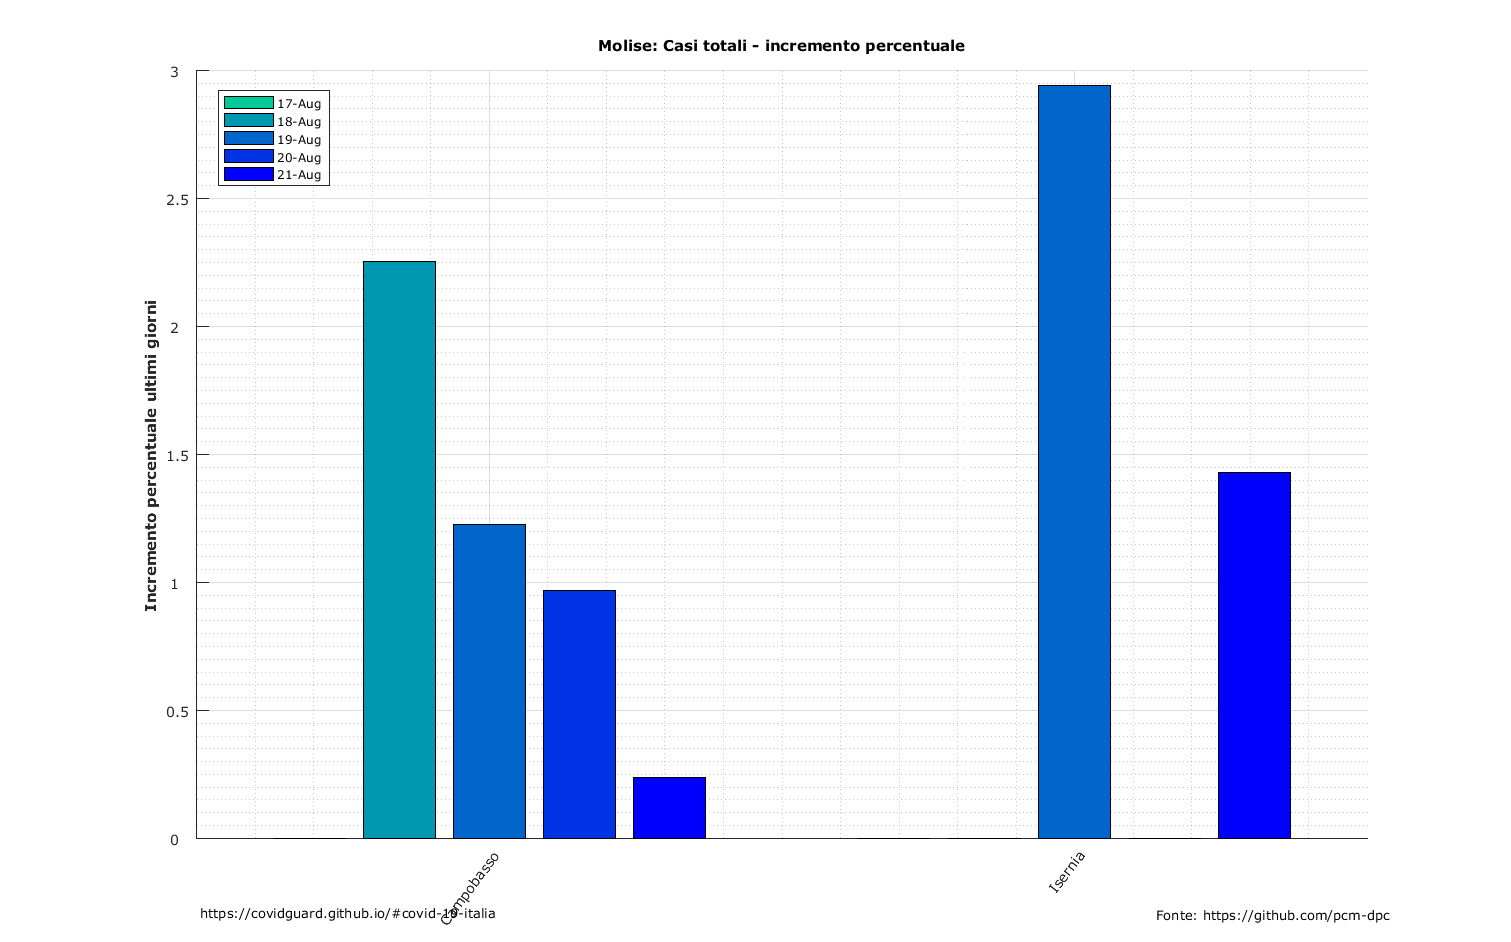 Molise: Casi totali - incremento percentuale
3
2.5
2
1.5
1
0.5
0
Incremento percentuale ultimi giorni
17-Aug
18-Aug
19-Aug
20-Aug
21-Aug
Campobasso
Isernia
https://covidguard.github.io/#covid-19-italia
Fonte: https://github.com/pcm-dpc